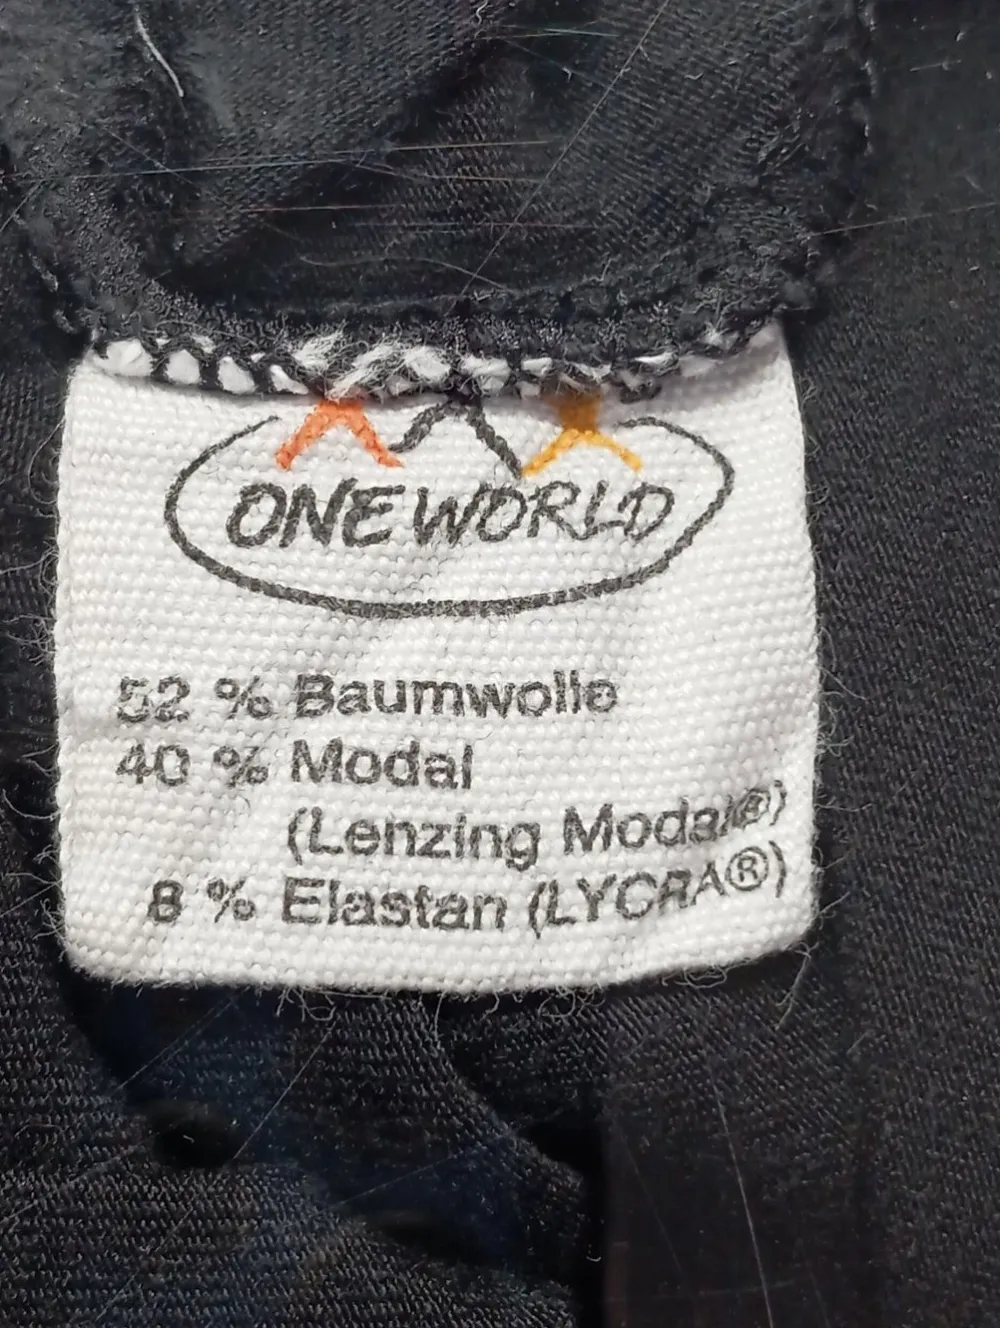 ONE WORLD
52 % Baumwolle
40 % Modal
(Lenzing Modal®)
8 % Elastan (LYCRA®)